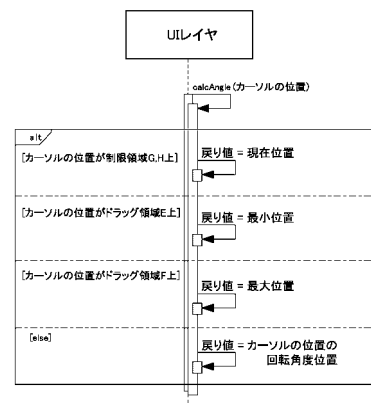 UIレイヤ
calcAngle(カーソルの位置)
alt
[カーソルの位置が制限領域G,H上]
戻り値 = 現在位置
[カーソルの位置がドラッグ領域E上]
戻り値 = 最小位置
[カーソルの位置がドラッグ領域F上]
戻り値 = 最大位置
[else]
戻り値 = カーソルの位置の
回転角度位置